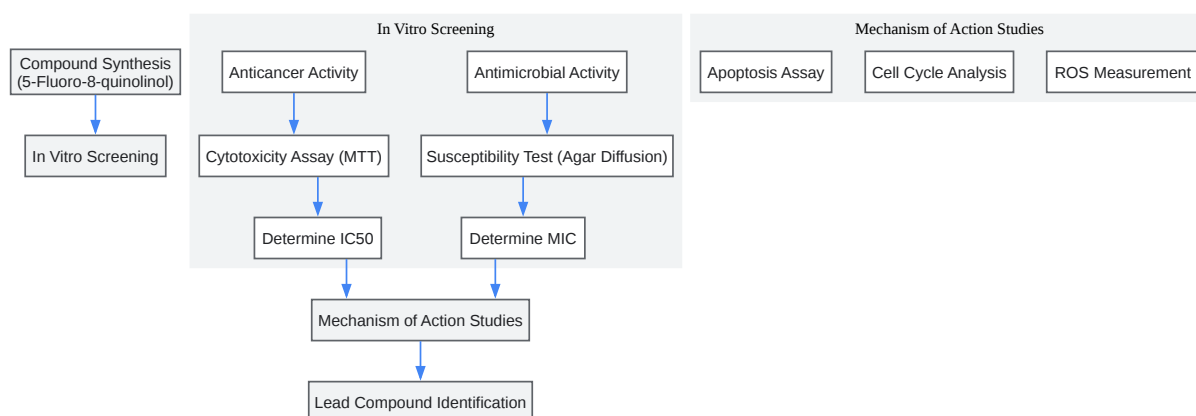 Compound Synthesis
(5-Fluoro-8-quinolinol)
In Vitro Screening
In Vitro Screening
Anticancer Activity
Antimicrobial Activity
Cytotoxicity Assay (MTT)
Susceptibility Test (Agar Diffusion)
Determine IC50
Determine MIC
Mechanism of Action Studies
Lead Compound Identification
Mechanism of Action Studies
Apoptosis Assay
Cell Cycle Analysis
ROS Measurement